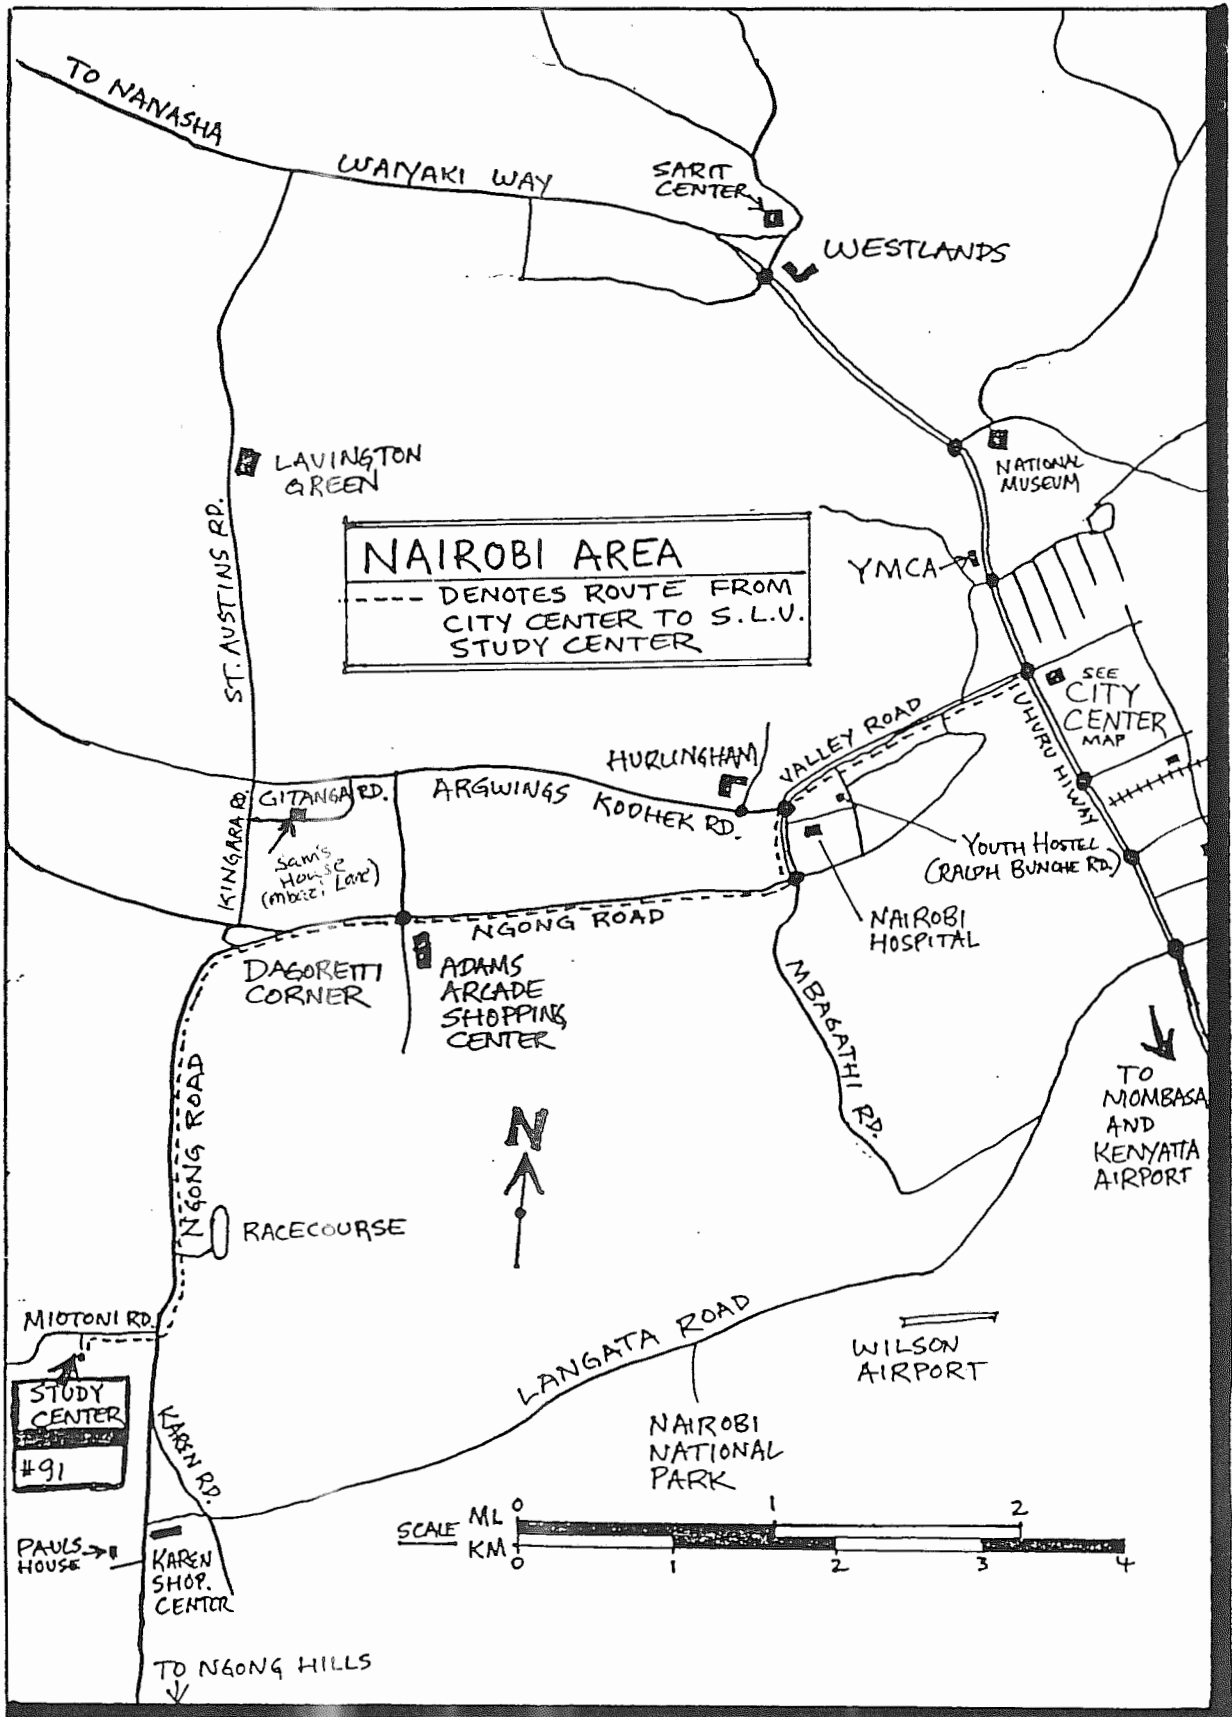 TO NANASHA
WAIYAKI WAY
SARIT
CENTER
WESTLANDS
LAVINGTON
GREEN
NATIONAL
MUSEUM
ST. AUSTINS RD.
NAIROBI AREA
---- DENOTES ROUTE FROM
CITY CENTER TO S.L.U.
STUDY CENTER
YMCA
SEE
CITY
CENTER
MAP
UHURU HIWAY
VALLEY ROAD
HURLINGHAM
ARGWINGS KODHEK RD.
GITANGA RD.
KINGARA RD.
Sam's
House
(Mbazi Lane)
YOUTH HOSTEL
(RALPH BUNCHE RD.)
NAIROBI
HOSPITAL
NGONG ROAD
DAGORETTI
CORNER
ADAMS
ARCADE
SHOPPING
CENTER
MBAGATHI RD.
TO
MOMBASA
AND
KENYATTA
AIRPORT
NGONG ROAD
N
RACECOURSE
MIOTONI RD.
STUDY
CENTER
#91
LANGATA ROAD
WILSON
AIRPORT
NAIROBI
NATIONAL
PARK
KAREN RD.
SCALE
ML
0 1 2
KM
0 1 2 3 4
PAULS
HOUSE
KAREN
SHOP.
CENTER
TO NGONG HILLS